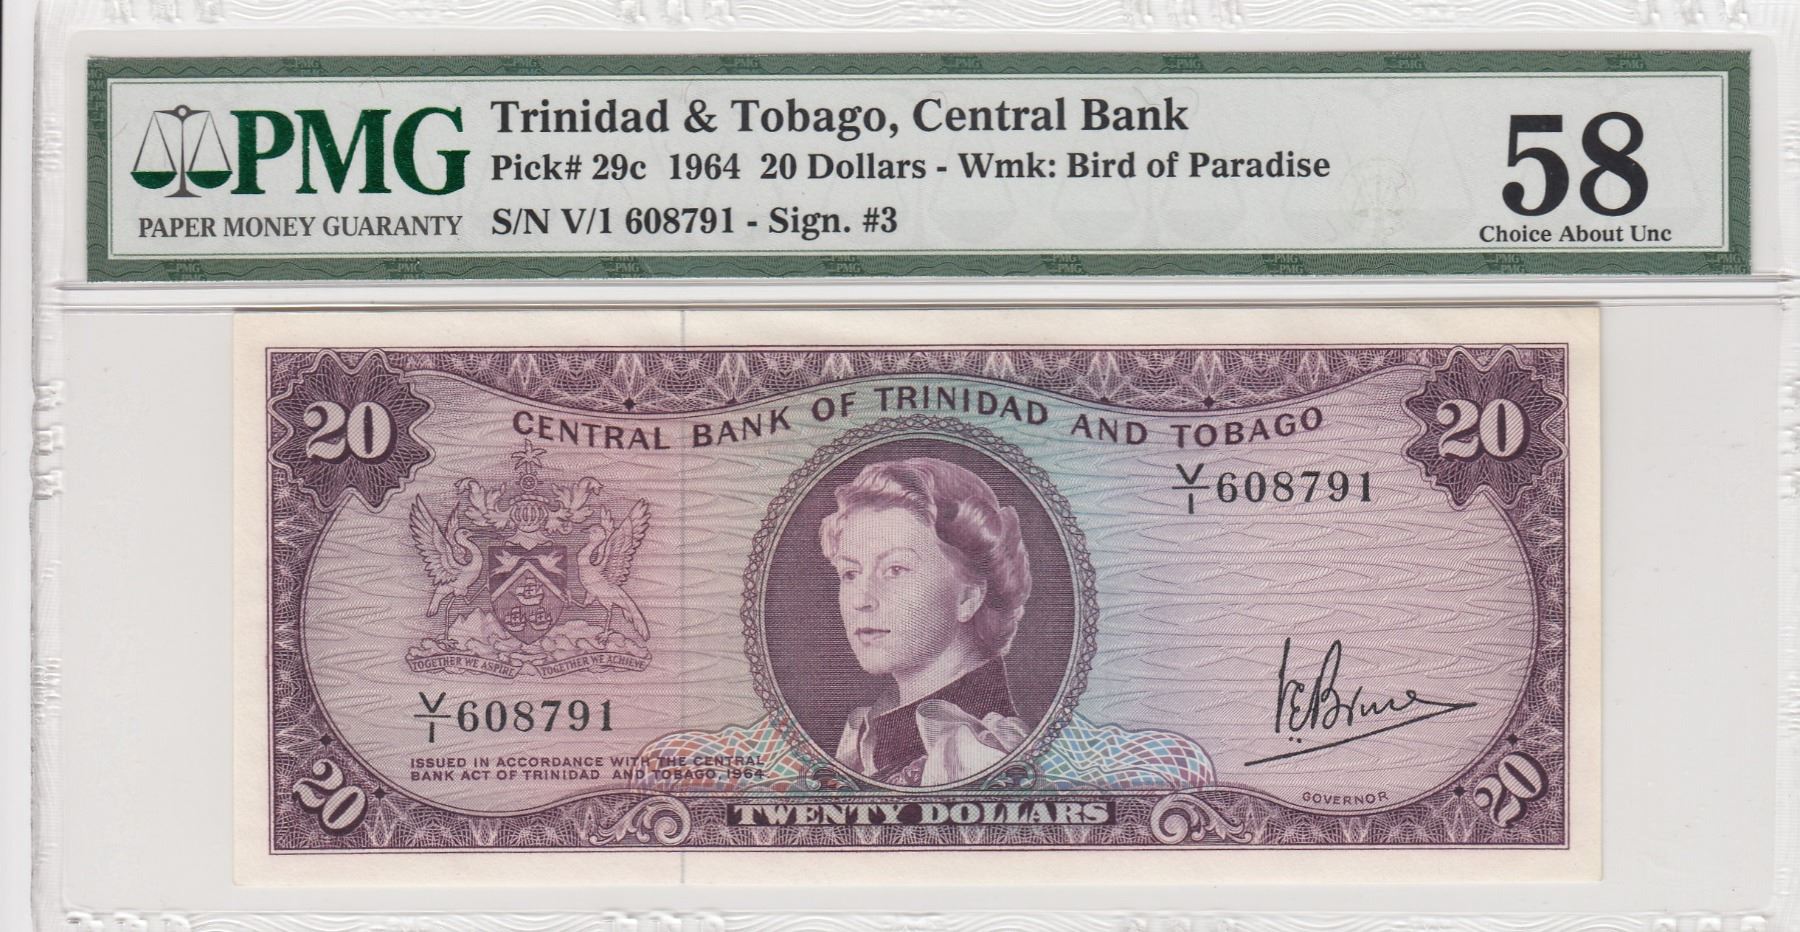 PMG
PAPER MONEY GUARANTY
Trinidad & Tobago, Central Bank
Pick# 29c 1964 20 Dollars - Wmk: Bird of Paradise
S/N V/1 608791 - Sign. #3
58
Choice About Unc
20
CENTRAL BANK OF TRINIDAD AND TOBAGO
20
V/1 608791
TOGETHER WE ASPIRE TOGETHER WE ACHIEVE
V/1 608791
ISSUED IN ACCORDANCE WITH THE CENTRAL
BANK ACT OF TRINIDAD AND TOBAGO, 1964
GOVERNOR
20
TWENTY DOLLARS
20